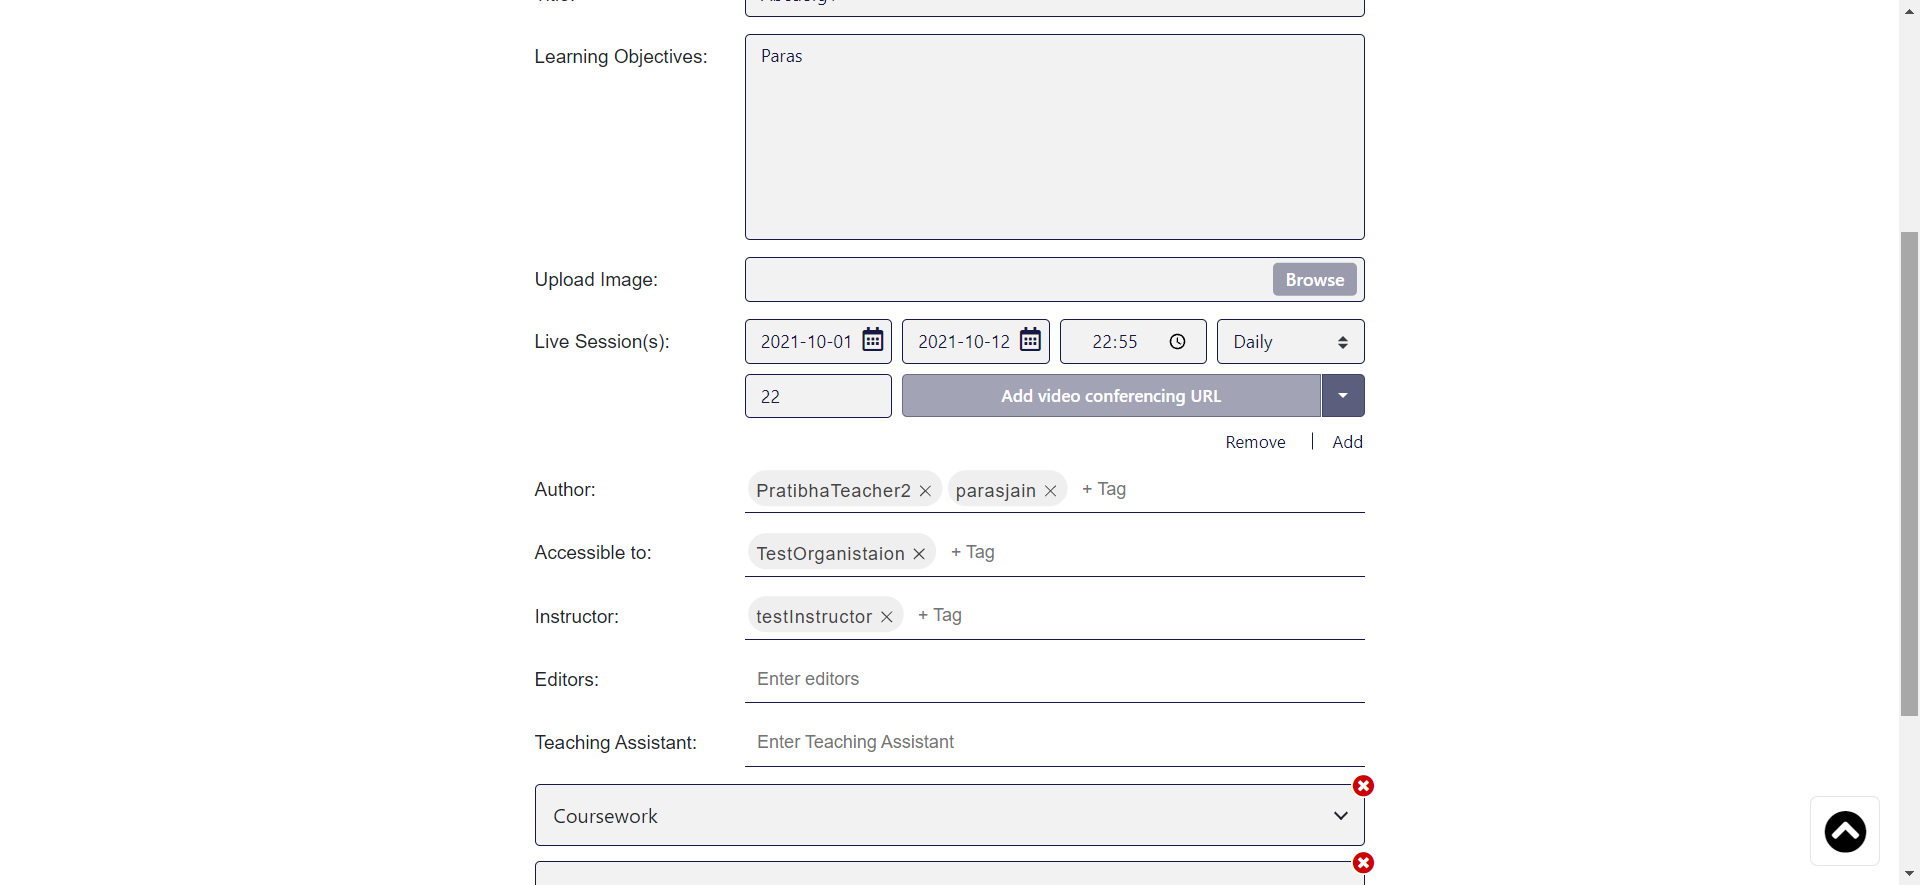 Learning Objectives:
Paras
Upload Image:
Browse
Live Session(s):
2021-10-01 2021-10-12 22:55 Daily
22 Add video conferencing URL
Remove | Add
Author:
PratibhaTeacher2 parasjain + Tag
Accessible to:
TestOrganistaion + Tag
Instructor:
testInstructor + Tag
Editors:
Enter editors
Teaching Assistant:
Enter Teaching Assistant
Coursework